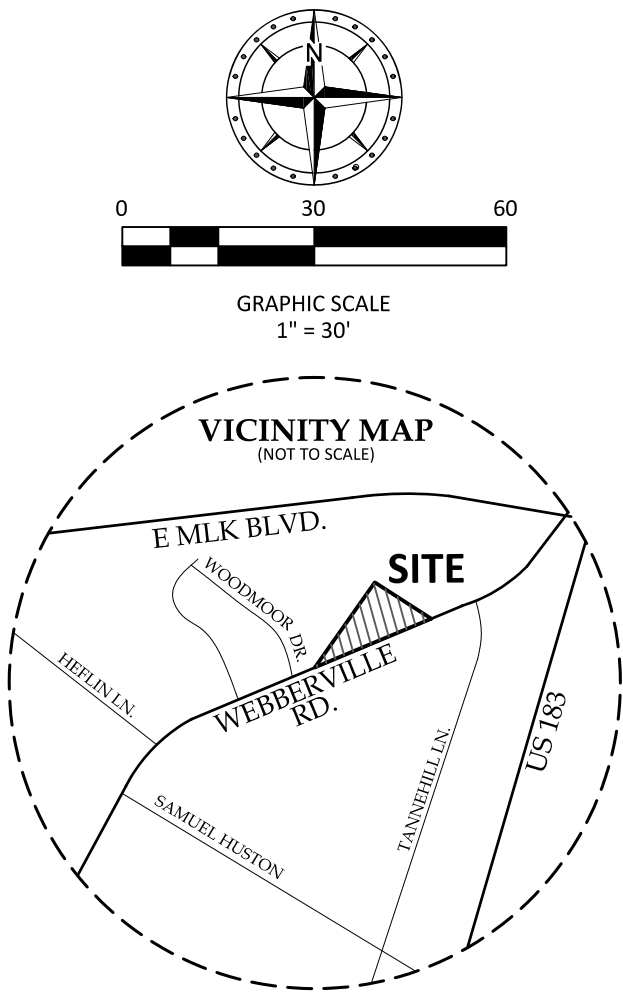 N
0 30 60
GRAPHIC SCALE
1" = 30'
VICINITY MAP
(NOT TO SCALE)
E MLK BLVD.
SITE
WOODMOOR DR.
WEBBERVILLE
RD.
HEFLIN LN.
US 183
TANNEHILL LN.
SAMUEL HUSTON